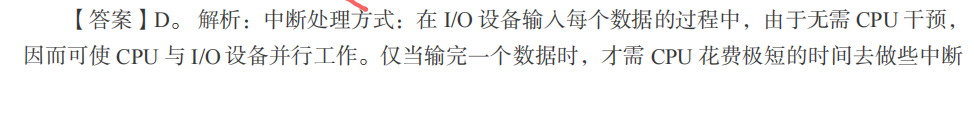 【答案】D。 解析：中断处理方式：在 I/O 设备输入每个数据的过程中，由于无需 CPU 干预，
因而可使 CPU 与 I/O 设备并行工作。仅当输完一个数据时，才需 CPU 花费极短的时间去做些中断